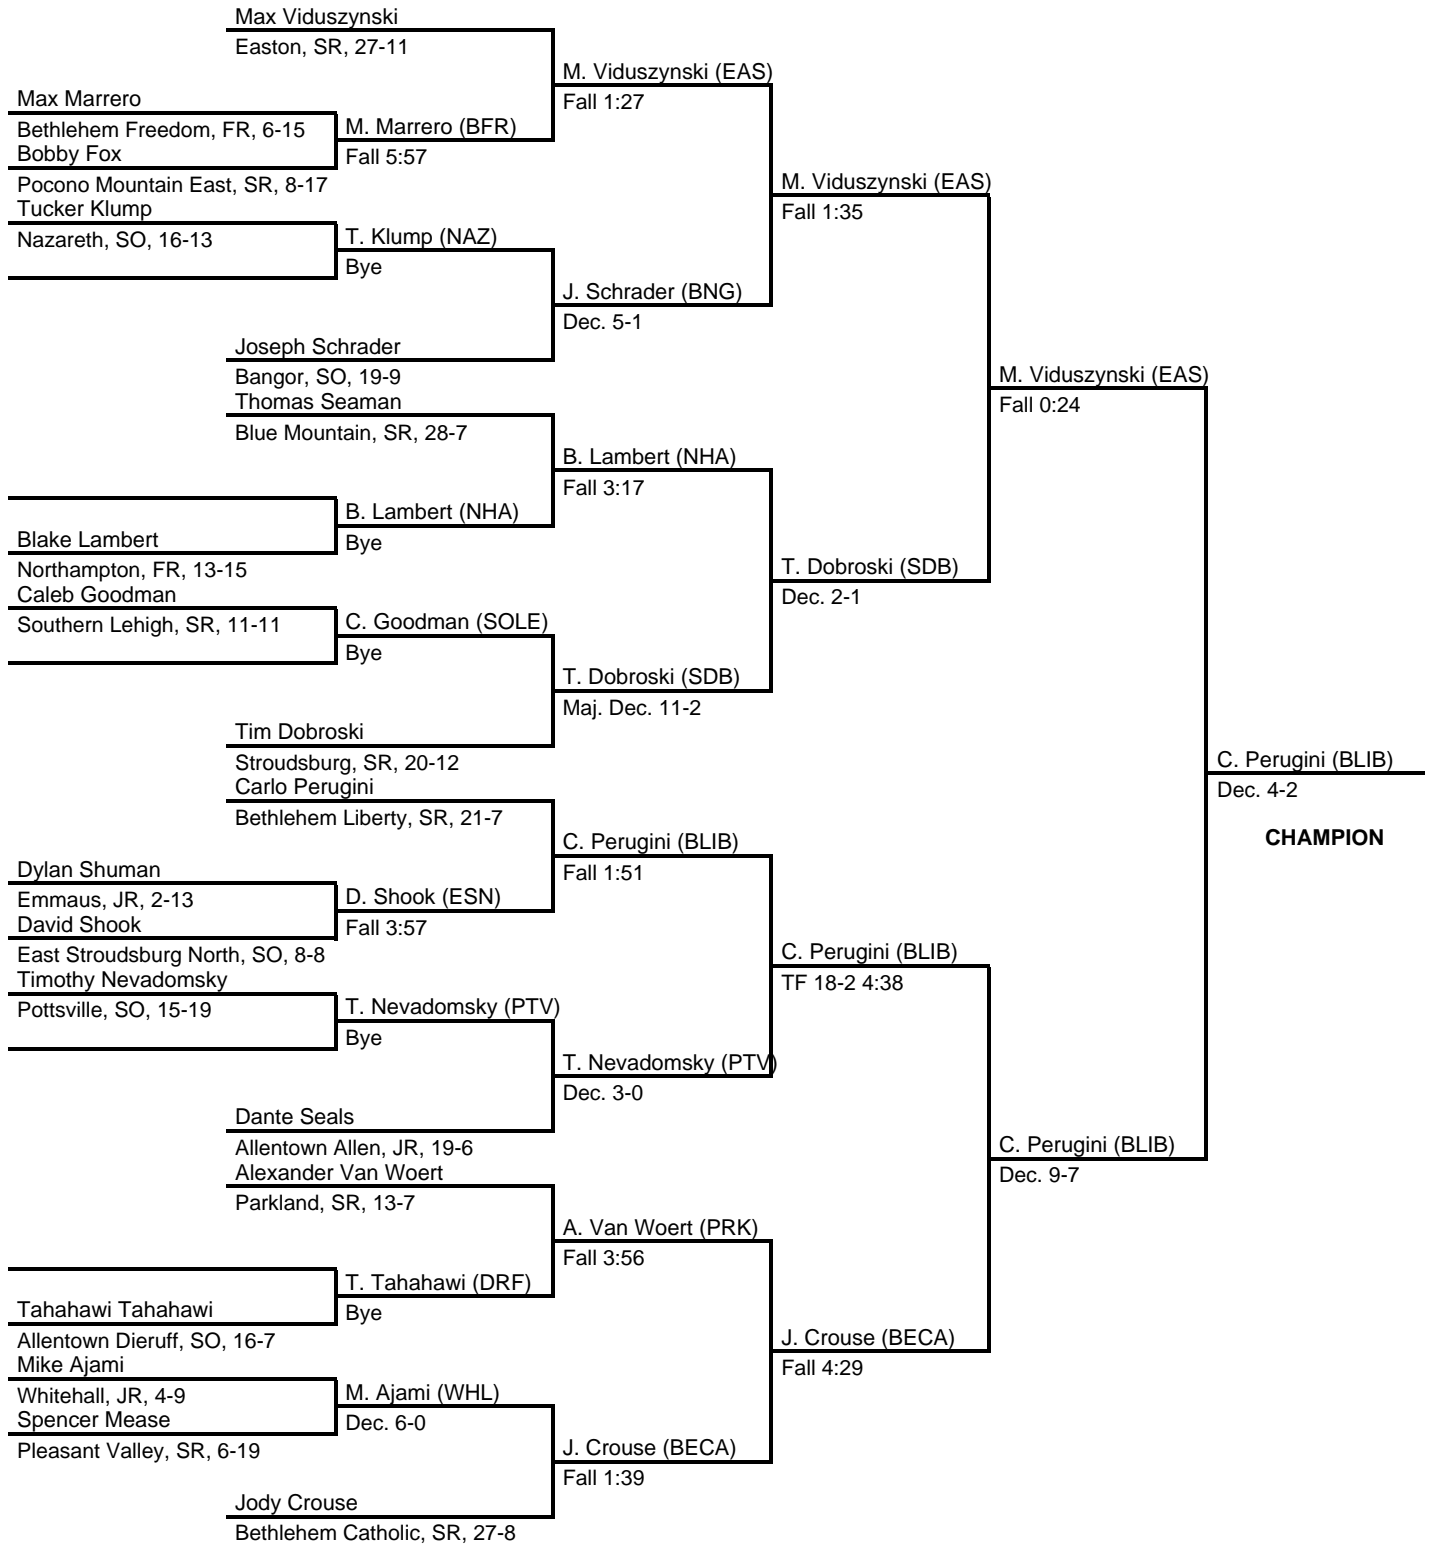 Max Viduszynski
Easton, SR, 27-11
M. Viduszynski (EAS)
Fall 1:27
Max Marrero
Bethlehem Freedom, FR, 6-15
Bobby Fox
M. Marrero (BFR)
Fall 5:57
Pocono Mountain East, SR, 8-17
Tucker Klump
Nazareth, SO, 16-13
M. Viduszynski (EAS)
Fall 1:35
T. Klump (NAZ)
Bye
J. Schrader (BNG)
Dec. 5-1
Joseph Schrader
Bangor, SO, 19-9
Thomas Seaman
Blue Mountain, SR, 28-7
M. Viduszynski (EAS)
Fall 0:24
B. Lambert (NHA)
Fall 3:17
B. Lambert (NHA)
Bye
Blake Lambert
Northampton, FR, 13-15
Caleb Goodman
Southern Lehigh, SR, 11-11
T. Dobroski (SDB)
Dec. 2-1
C. Goodman (SOLE)
Bye
T. Dobroski (SDB)
Maj. Dec. 11-2
Tim Dobroski
Stroudsburg, SR, 20-12
Carlo Perugini
Bethlehem Liberty, SR, 21-7
C. Perugini (BLIB)
Dec. 4-2
CHAMPION
C. Perugini (BLIB)
Fall 1:51
Dylan Shuman
Emmaus, JR, 2-13
David Shook
D. Shook (ESN)
Fall 3:57
East Stroudsburg North, SO, 8-8
Timothy Nevadomsky
Pottsville, SO, 15-19
C. Perugini (BLIB)
TF 18-2 4:38
T. Nevadomsky (PTV)
Bye
T. Nevadomsky (PTV)
Dec. 3-0
Dante Seals
Allentown Allen, JR, 19-6
Alexander Van Woert
Parkland, SR, 13-7
C. Perugini (BLIB)
Dec. 9-7
A. Van Woert (PRK)
Fall 3:56
T. Tahahawi (DRF)
Bye
Tahahawi Tahahawi
Allentown Dieruff, SO, 16-7
Mike Ajami
Whitehall, JR, 4-9
Spencer Mease
J. Crouse (BECA)
Fall 4:29
M. Ajami (WHL)
Dec. 6-0
Pleasant Valley, SR, 6-19
J. Crouse (BECA)
Fall 1:39
Jody Crouse
Bethlehem Catholic, SR, 27-8